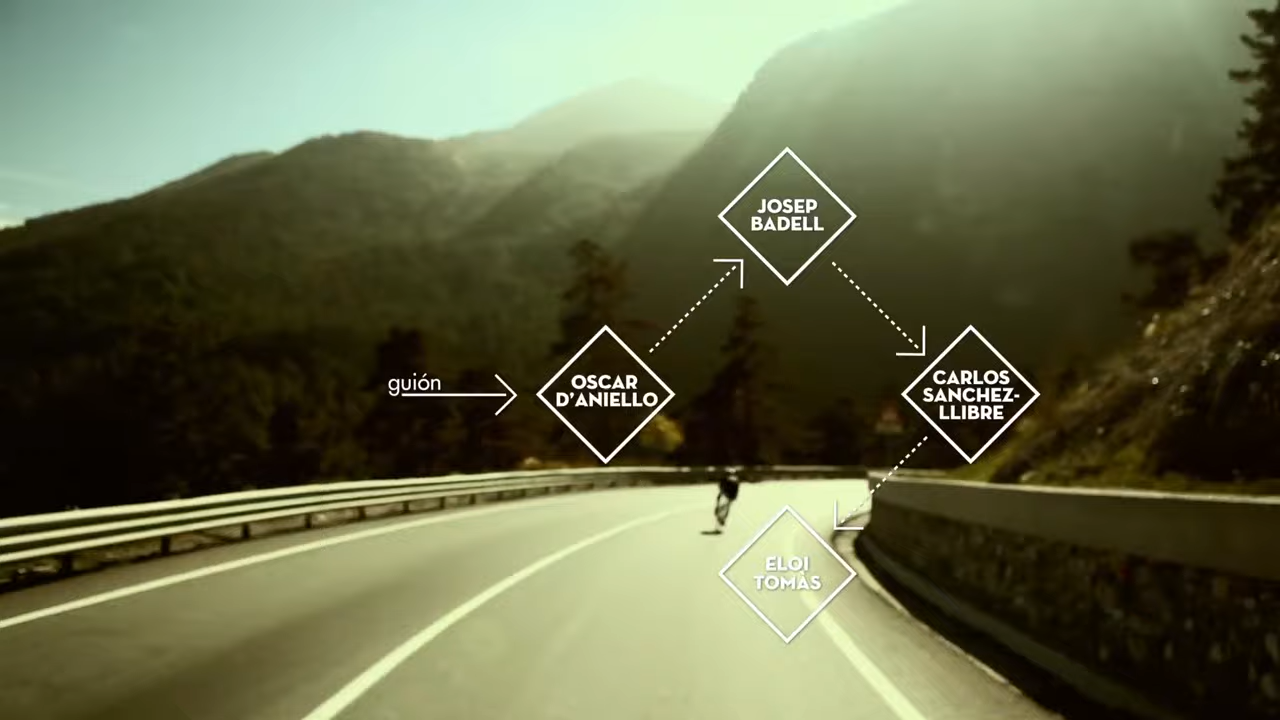 JOSEP
BADELL
guión
OSCAR
D'ANIELLO
CARLOS
SANCHEZ-
LLIBRE
ELOI
TOMÀS